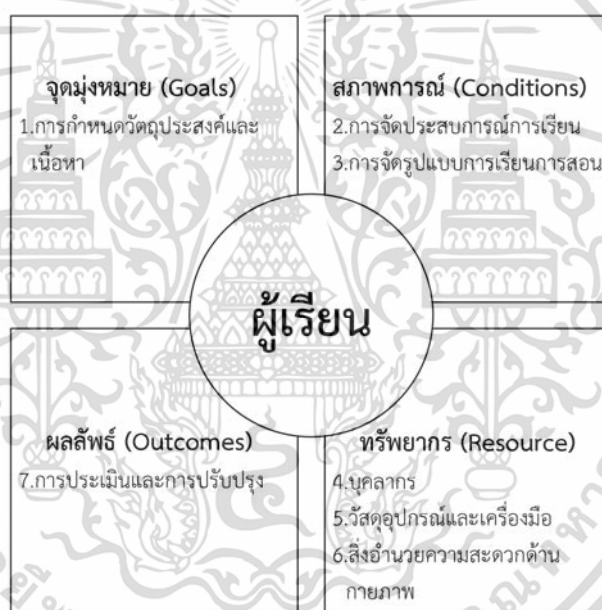 จุดมุ่งหมาย (Goals)
1.การกำหนดวัตถุประสงค์และ
เนื้อหา
สภาพการณ์ (Conditions)
2.การจัดประสบการณ์การเรียน
3.การจัดรูปแบบการเรียนการสอน
ผู้เรียน
ผลลัพธ์ (Outcomes)
7.การประเมินและการปรับปรุง
ทรัพยากร (Resource)
4.บุคลากร
5.วัสดุอุปกรณ์และเครื่องมือ
6.สิ่งอำนวยความสะดวกด้าน
กายภาพ